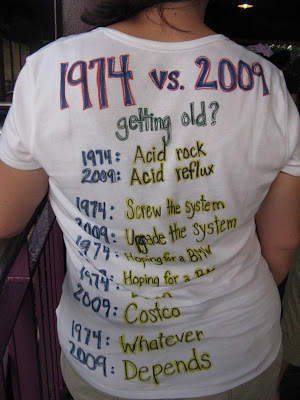 1974 vs. 2009
getting old?
1974: Acid rock
2009: Acid reflux
1974: Screw the system
2009: the system
1974: Hoping for a BMW
1974: Hoping for a
2009: Costco
1974: Whatever
2009: Depends